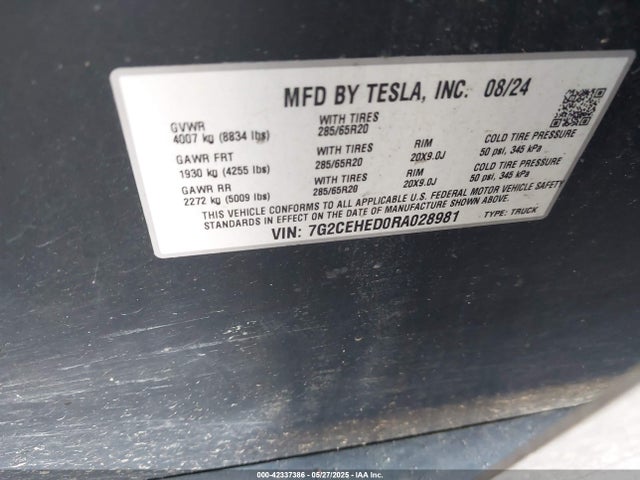 MFD BY TESLA, INC. 08/24
GVWR WITH TIRES
4007 kg (8834 lbs) 285/65R20
GAWR FRT WITH TIRES RIM COLD TIRE PRESSURE
1930 kg (4255 lbs) 285/65R20 20X9.0J 50 psi, 345 kPa
GAWR RR WITH TIRES RIM COLD TIRE PRESSURE
2272 kg (5009 lbs) 285/65R20 20X9.0J 50 psi, 345 kPa
THIS VEHICLE CONFORMS TO ALL APPLICABLE U.S. FEDERAL MOTOR VEHICLE SAFETY
STANDARDS IN EFFECT ON THE DATE OF MANUFACTURE SHOWN ABOVE.
VIN: 7G2CEHED0RA028981 TYPE: TRUCK
000-42337386 - 05/27/2025 - IAA Inc.